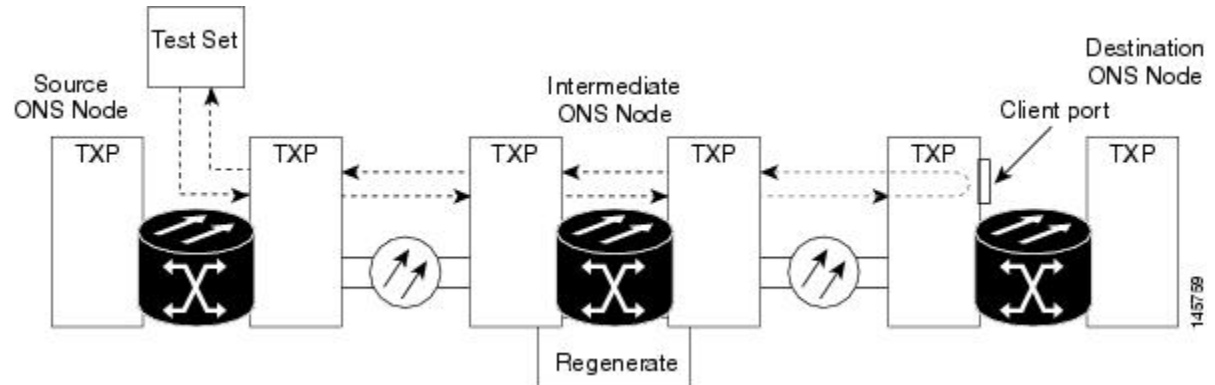 Test Set
Source
ONS Node
Intermediate
ONS Node
Destination
ONS Node
Client port
TXP
TXP
TXP
TXP
TXP
TXP
Regenerate
145759